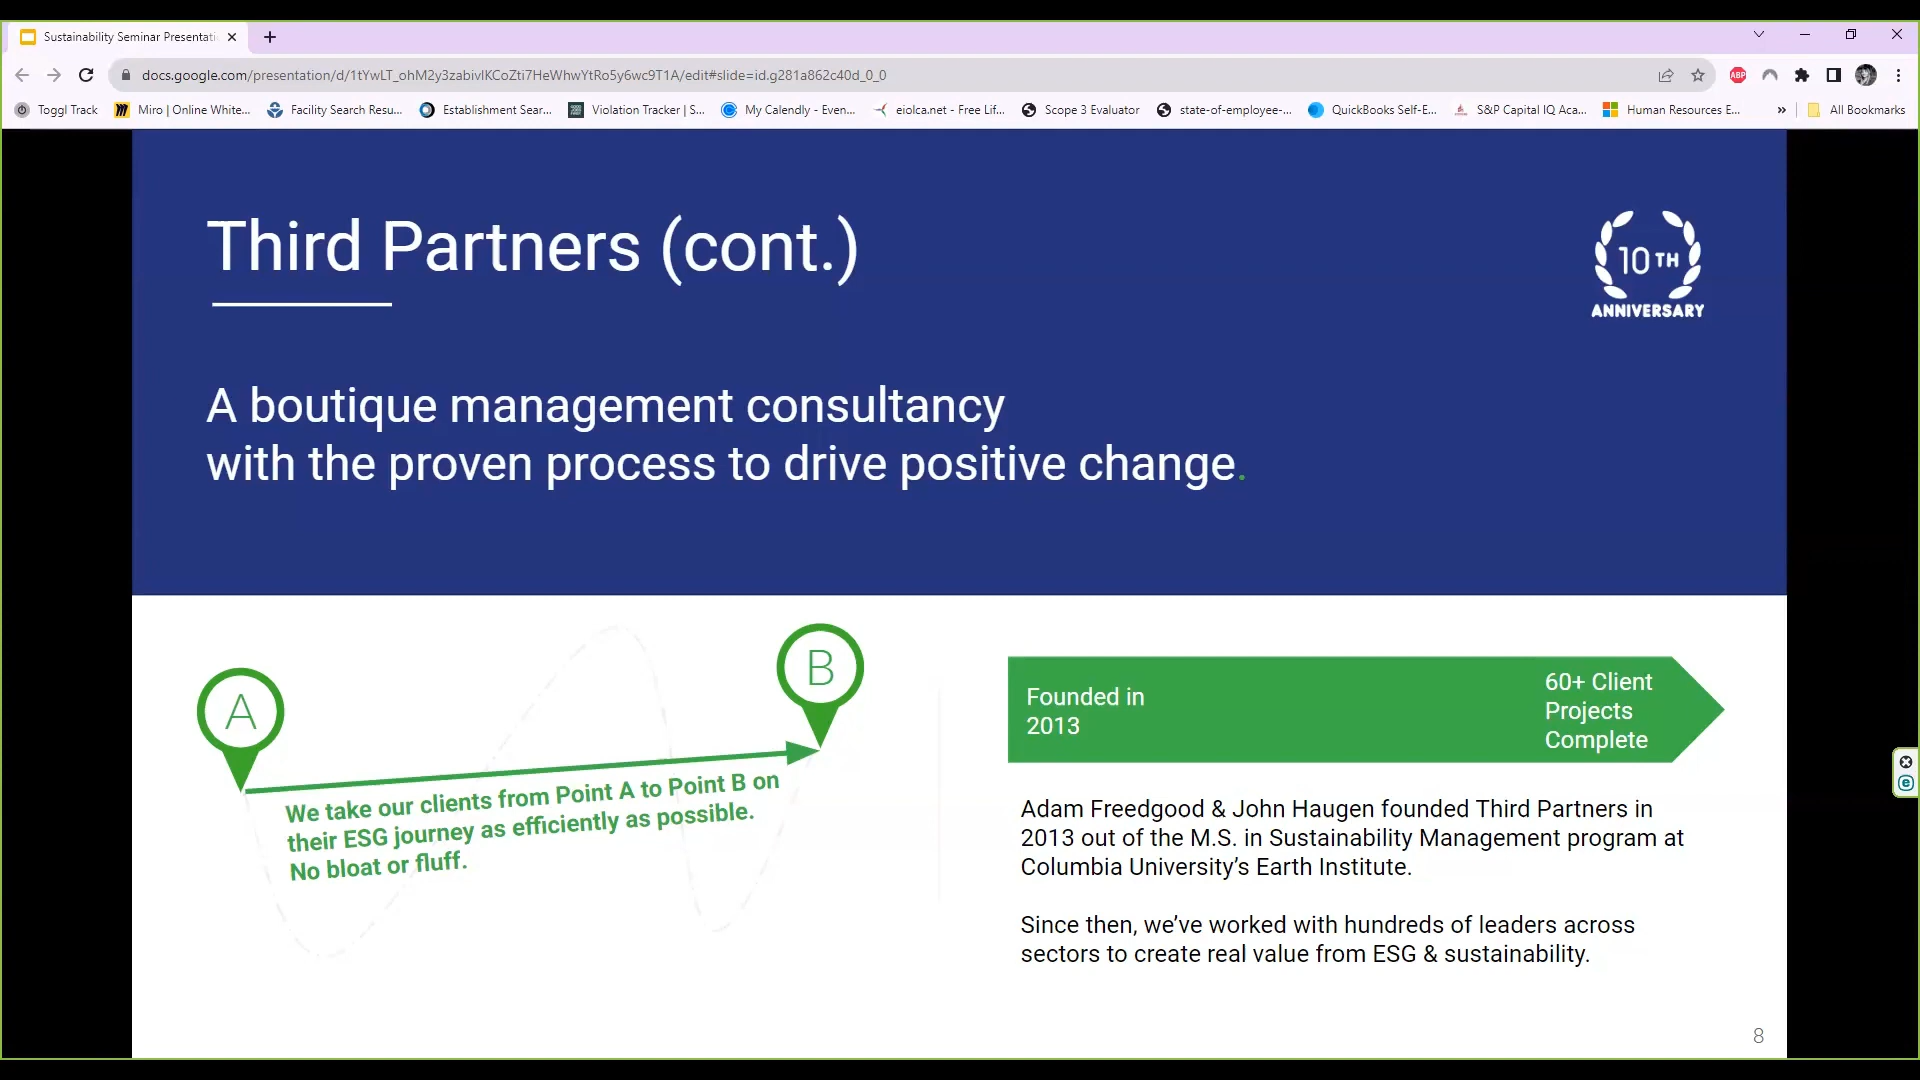 Sustainability Seminar Presentati
docs.google.com/presentation/d/1tYwLT_ohM2y3zabivlKCoZti7HeWhwYtRo5y6wc9T1A/edit#slide=id.g281a862c40d_0_0
ABP
Toggl Track
Miro | Online White...
Facility Search Resu...
Establishment Sear...
Violation Tracker | S...
My Calendly - Even...
eiolca.net - Free Lif...
Scope 3 Evaluator
state-of-employee-...
QuickBooks Self-E...
S&P Capital IQ Aca...
Human Resources E...
»
All Bookmarks
Third Partners (cont.)
10TH
ANNIVERSARY
A boutique management consultancy
with the proven process to drive positive change.
A
B
We take our clients from Point A to Point B on
their ESG journey as efficiently as possible.
No bloat or fluff.
Founded in
2013
60+ Client
Projects
Complete
Adam Freedgood & John Haugen founded Third Partners in
2013 out of the M.S. in Sustainability Management program at
Columbia University’s Earth Institute.
Since then, we’ve worked with hundreds of leaders across
sectors to create real value from ESG & sustainability.
8